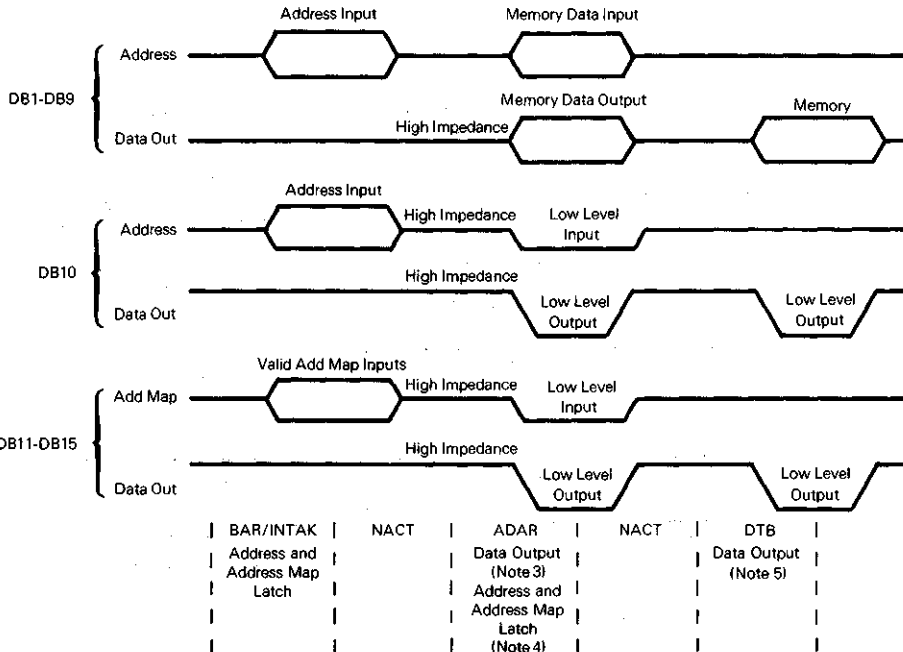 Address Input
Memory Data Input
Address
DB1-DB9
Memory Data Output
Memory
High Impedance
Data Out
Address Input
High Impedance
Low Level
Input
Address
DB10
High Impedance
Data Out
Low Level
Output
Low Level
Output
Valid Add Map Inputs
High Impedance
Low Level
Input
Add Map
DB11-DB15
High Impedance
Data Out
Low Level
Output
Low Level
Output
BAR/INTAK
Address and
Address Map
Latch
NACT
ADAR
Data Output
(Note 3)
Address and
Address Map
Latch
(Note 4)
NACT
DTB
Data Output
(Note 5)